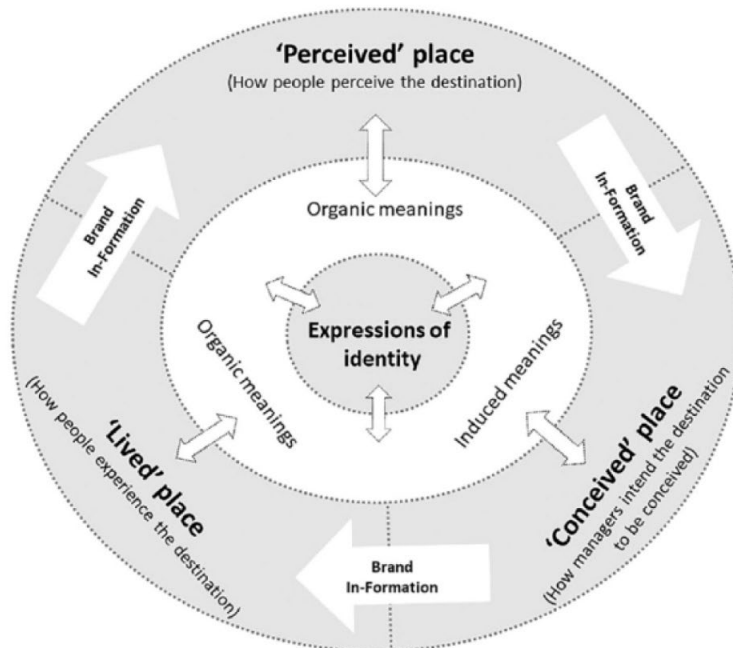 ‘Perceived’ place
(How people perceive the destination)
Brand
In-Formation
Brand
In-Formation
Organic meanings
Expressions of
identity
Organic meanings
Induced meanings
‘Lived’ place
(How people experience the destination)
‘Conceived’ place
(How managers intend the destination
to be conceived)
Brand
In-Formation